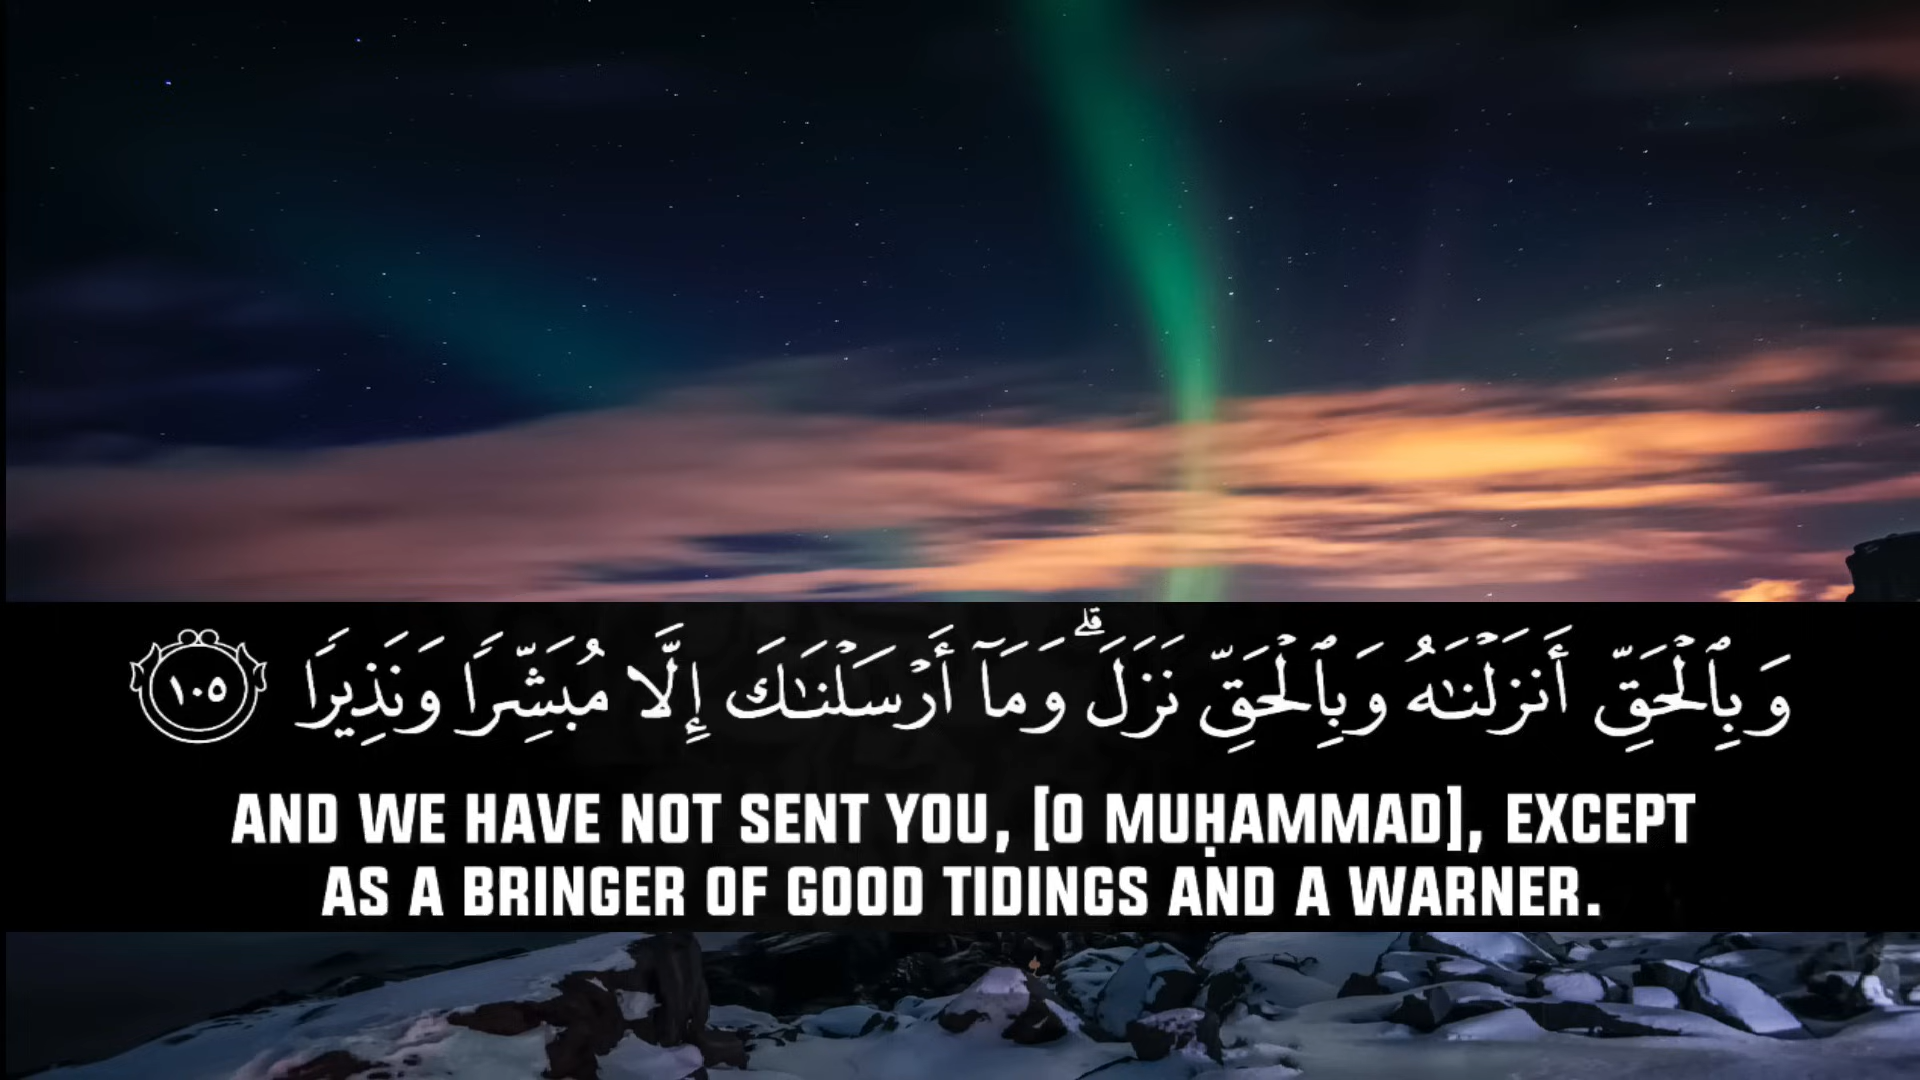 وَبِٱلْحَقِّ أَنزَلْنَـٰهُ وَبِٱلْحَقِّ نَزَلَ ۗ وَمَآ أَرْسَلْنَـٰكَ إِلَّا مُبَشِّرًا وَنَذِيرًا ١٠٥
AND WE HAVE NOT SENT YOU, [O MUḤAMMAD], EXCEPT
AS A BRINGER OF GOOD TIDINGS AND A WARNER.